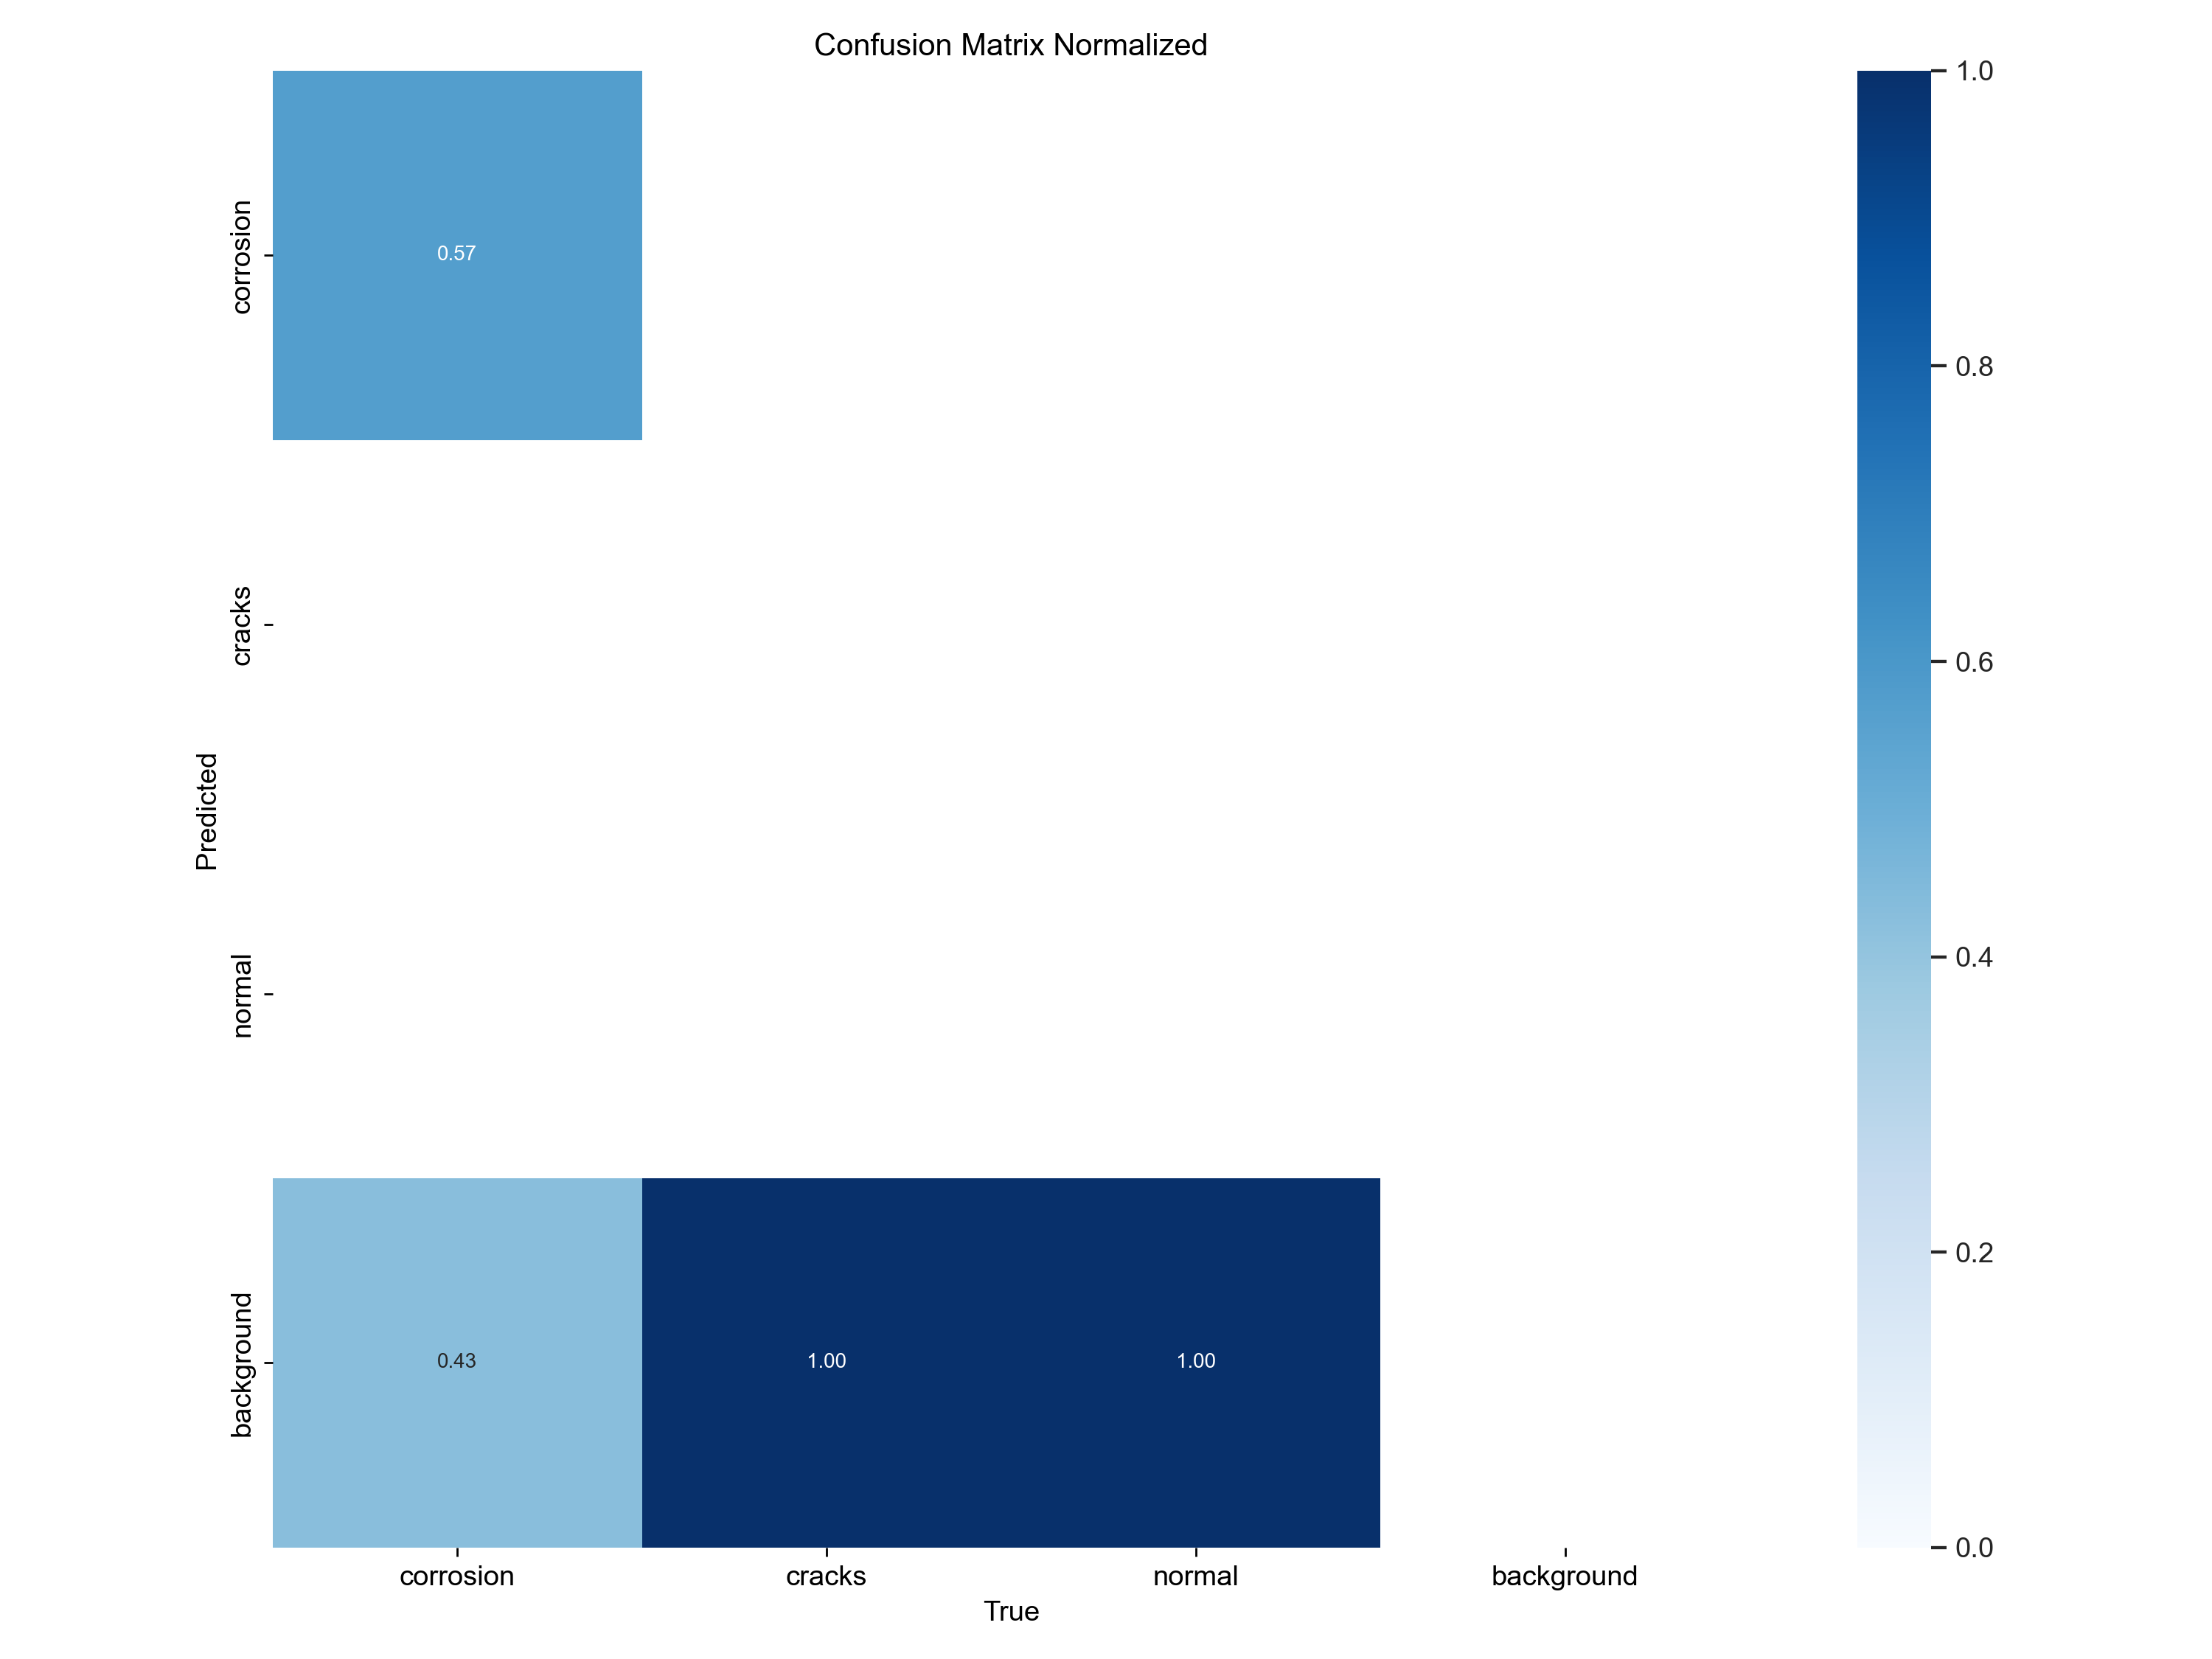 Confusion Matrix Normalized
corrosion
cracks
normal
background
Predicted
0.57
0.43
1.00
1.00
corrosion
cracks
normal
background
True
1.0
0.8
0.6
0.4
0.2
0.0